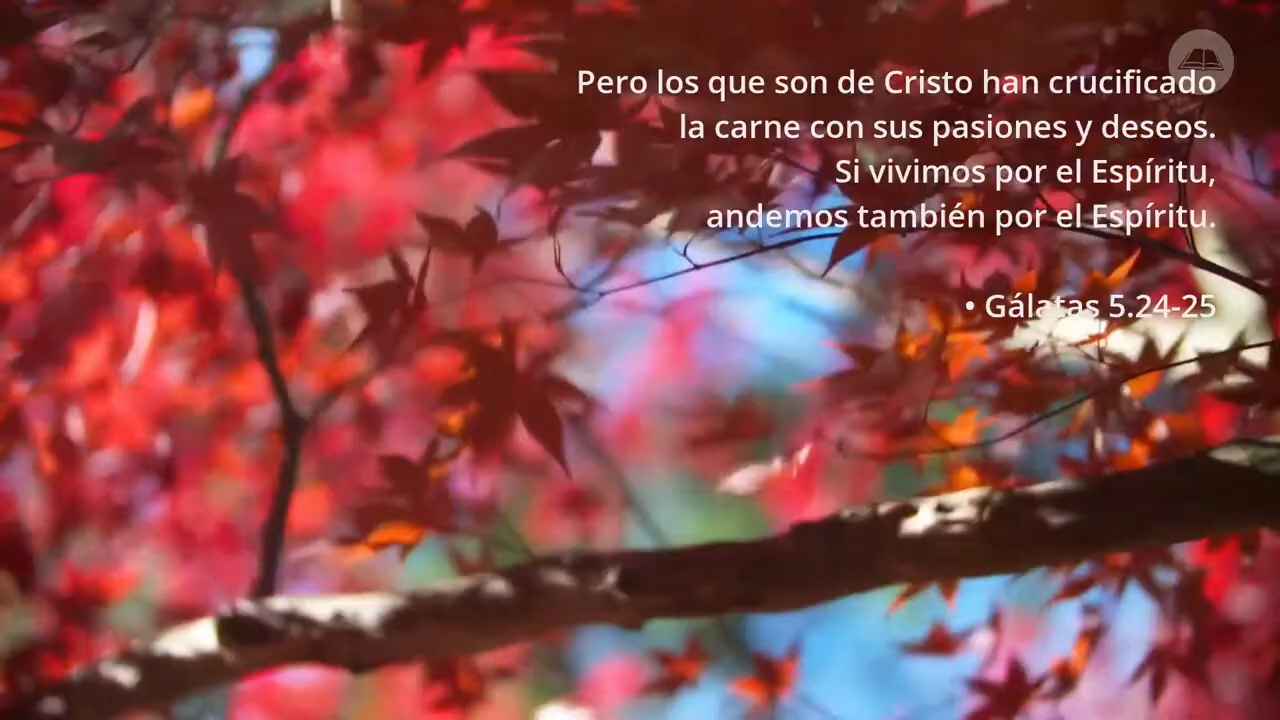 Pero los que son de Cristo han crucificado
la carne con sus pasiones y deseos.
Si vivimos por el Espíritu,
andemos también por el Espíritu.
• Gálatas 5.24-25